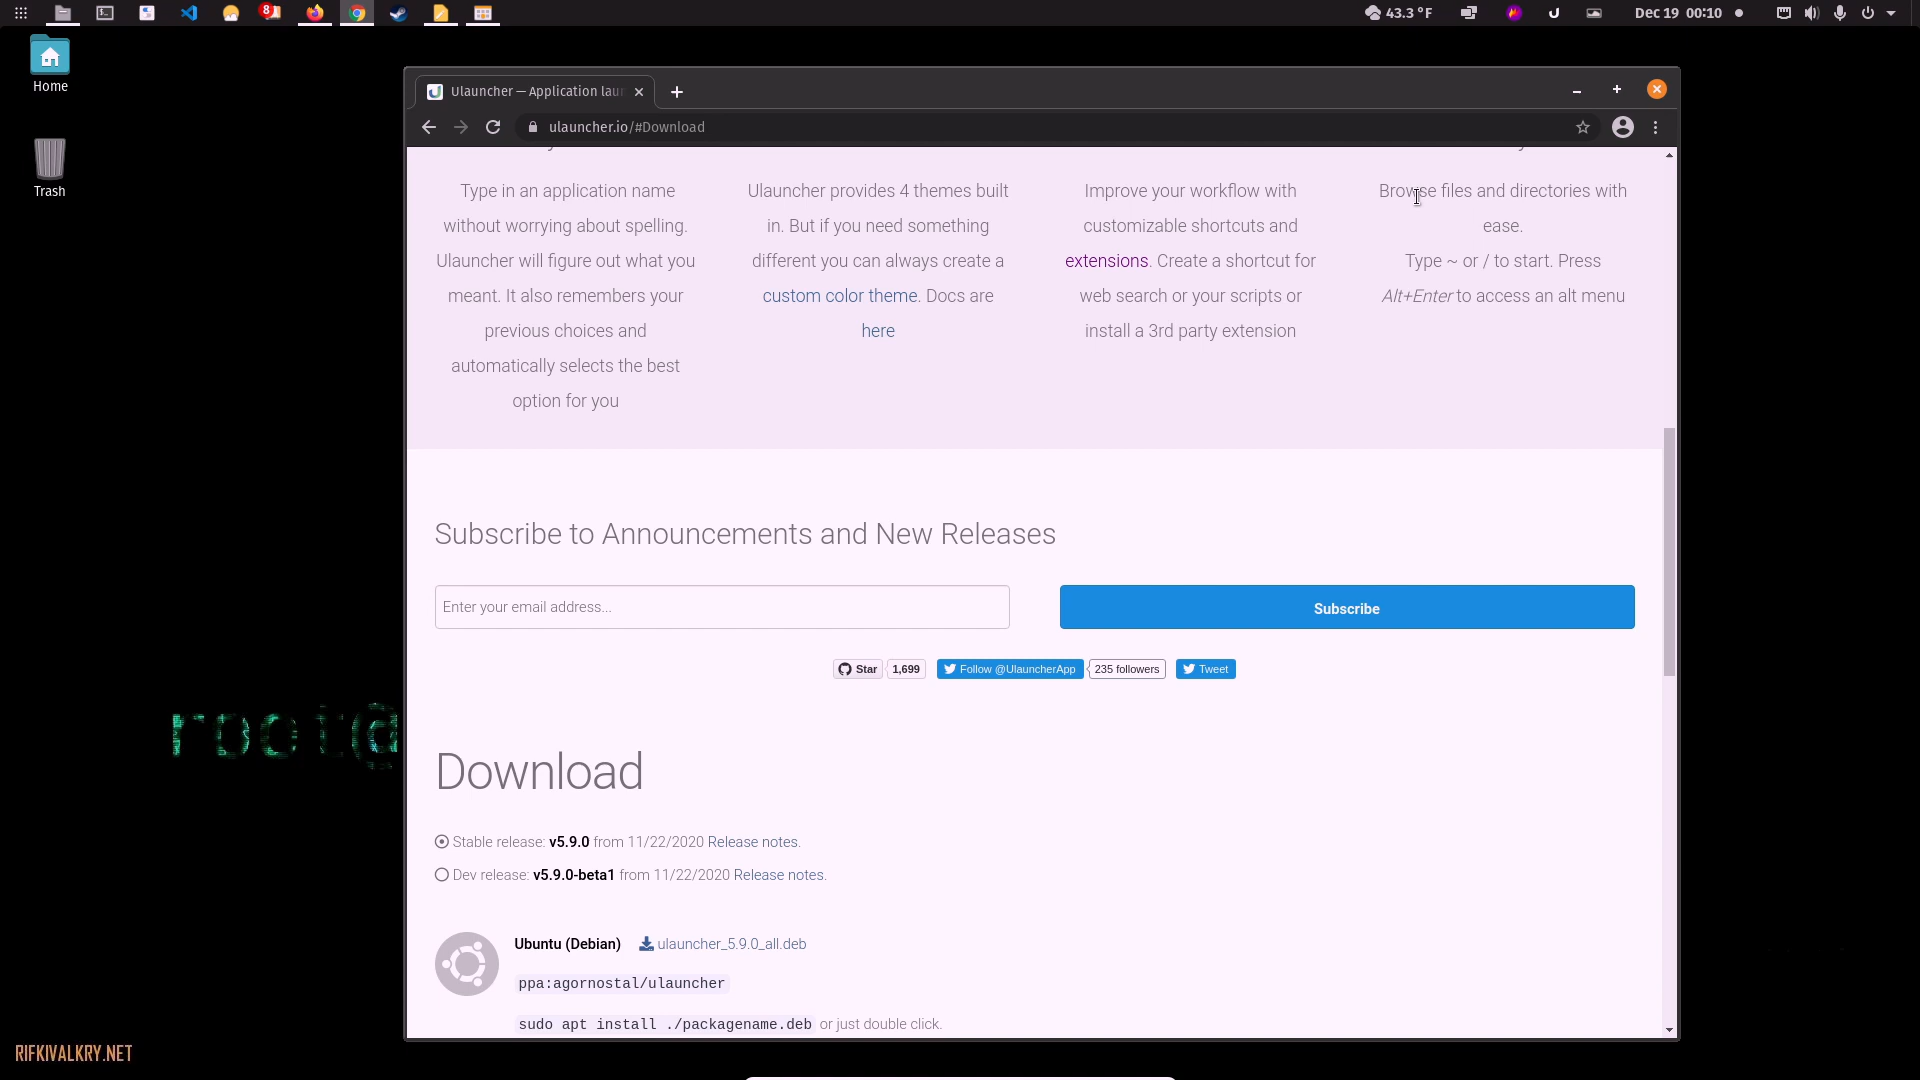 8
43.3 °F
Dec 19 00:10
Home
Trash
Ulauncher — Application laun
ulauncher.io/#Download
Type in an application name
without worrying about spelling.
Ulauncher will figure out what you
meant. It also remembers your
previous choices and
automatically selects the best
option for you
Ulauncher provides 4 themes built
in. But if you need something
different you can always create a
custom color theme. Docs are
here
Improve your workflow with
customizable shortcuts and
extensions. Create a shortcut for
web search or your scripts or
install a 3rd party extension
Browse files and directories with
ease.
Type ~ or / to start. Press
Alt+Enter to access an alt menu
Subscribe to Announcements and New Releases
Enter your email address...
Subscribe
Star 1,699 Follow @UlauncherApp 235 followers Tweet
root@
Download
Stable release: v5.9.0 from 11/22/2020 Release notes.
Dev release: v5.9.0-beta1 from 11/22/2020 Release notes.
Ubuntu (Debian) ulauncher_5.9.0_all.deb
ppa:agornostal/ulauncher
sudo apt install ./packagename.deb or just double click.
RIFKIVALKRY.NET